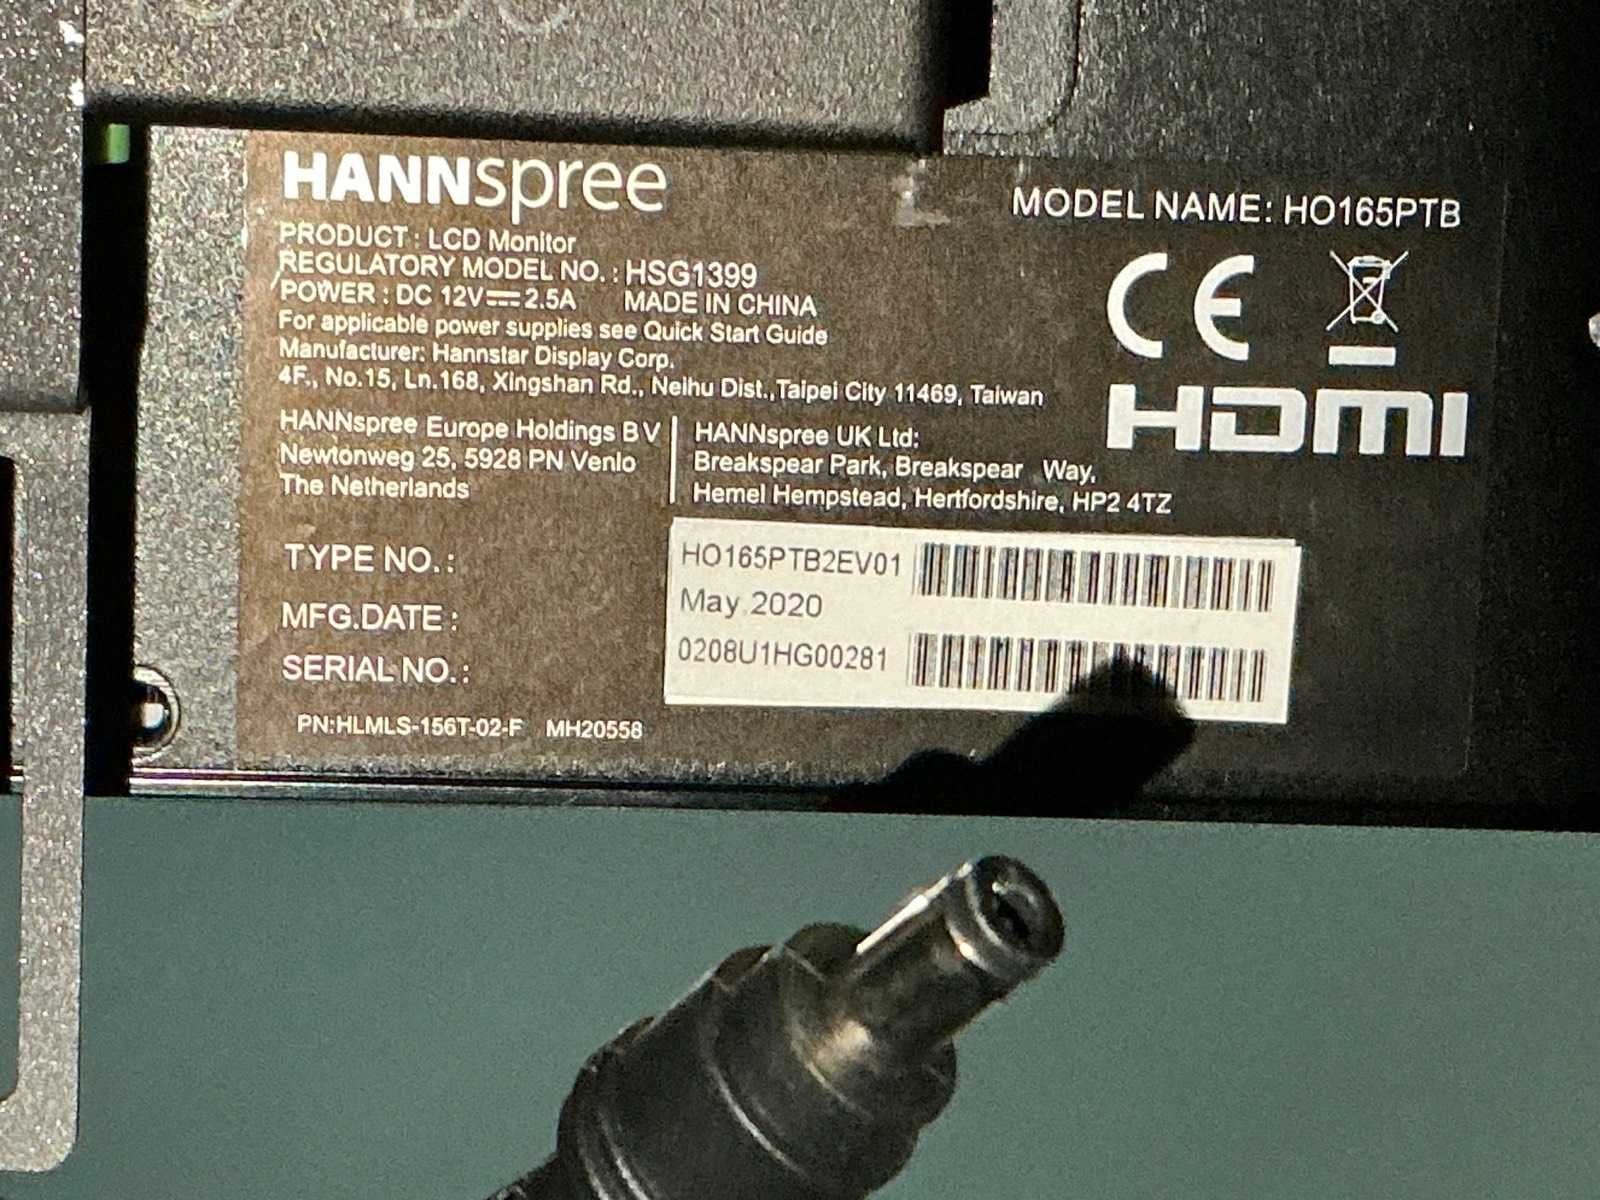 HANNspree
MODEL NAME: HO165PTB
PRODUCT : LCD Monitor
REGULATORY MODEL NO. : HSG1399
POWER : DC 12V⎓2.5A MADE IN CHINA
For applicable power supplies see Quick Start Guide
Manufacturer: Hannstar Display Corp.
4F., No.15, Ln.168, Xingshan Rd., Neihu Dist.,Taipei City 11469, Taiwan
CE
HDMI
HANNspree Europe Holdings B V
Newtonweg 25, 5928 PN Venlo
The Netherlands
HANNspree UK Ltd:
Breakspear Park, Breakspear Way,
Hemel Hempstead, Hertfordshire, HP2 4TZ
TYPE NO. : HO165PTB2EV01
MFG.DATE : May 2020
SERIAL NO. : 0208U1HG00281
PN:HLMLS-156T-02-F MH20558